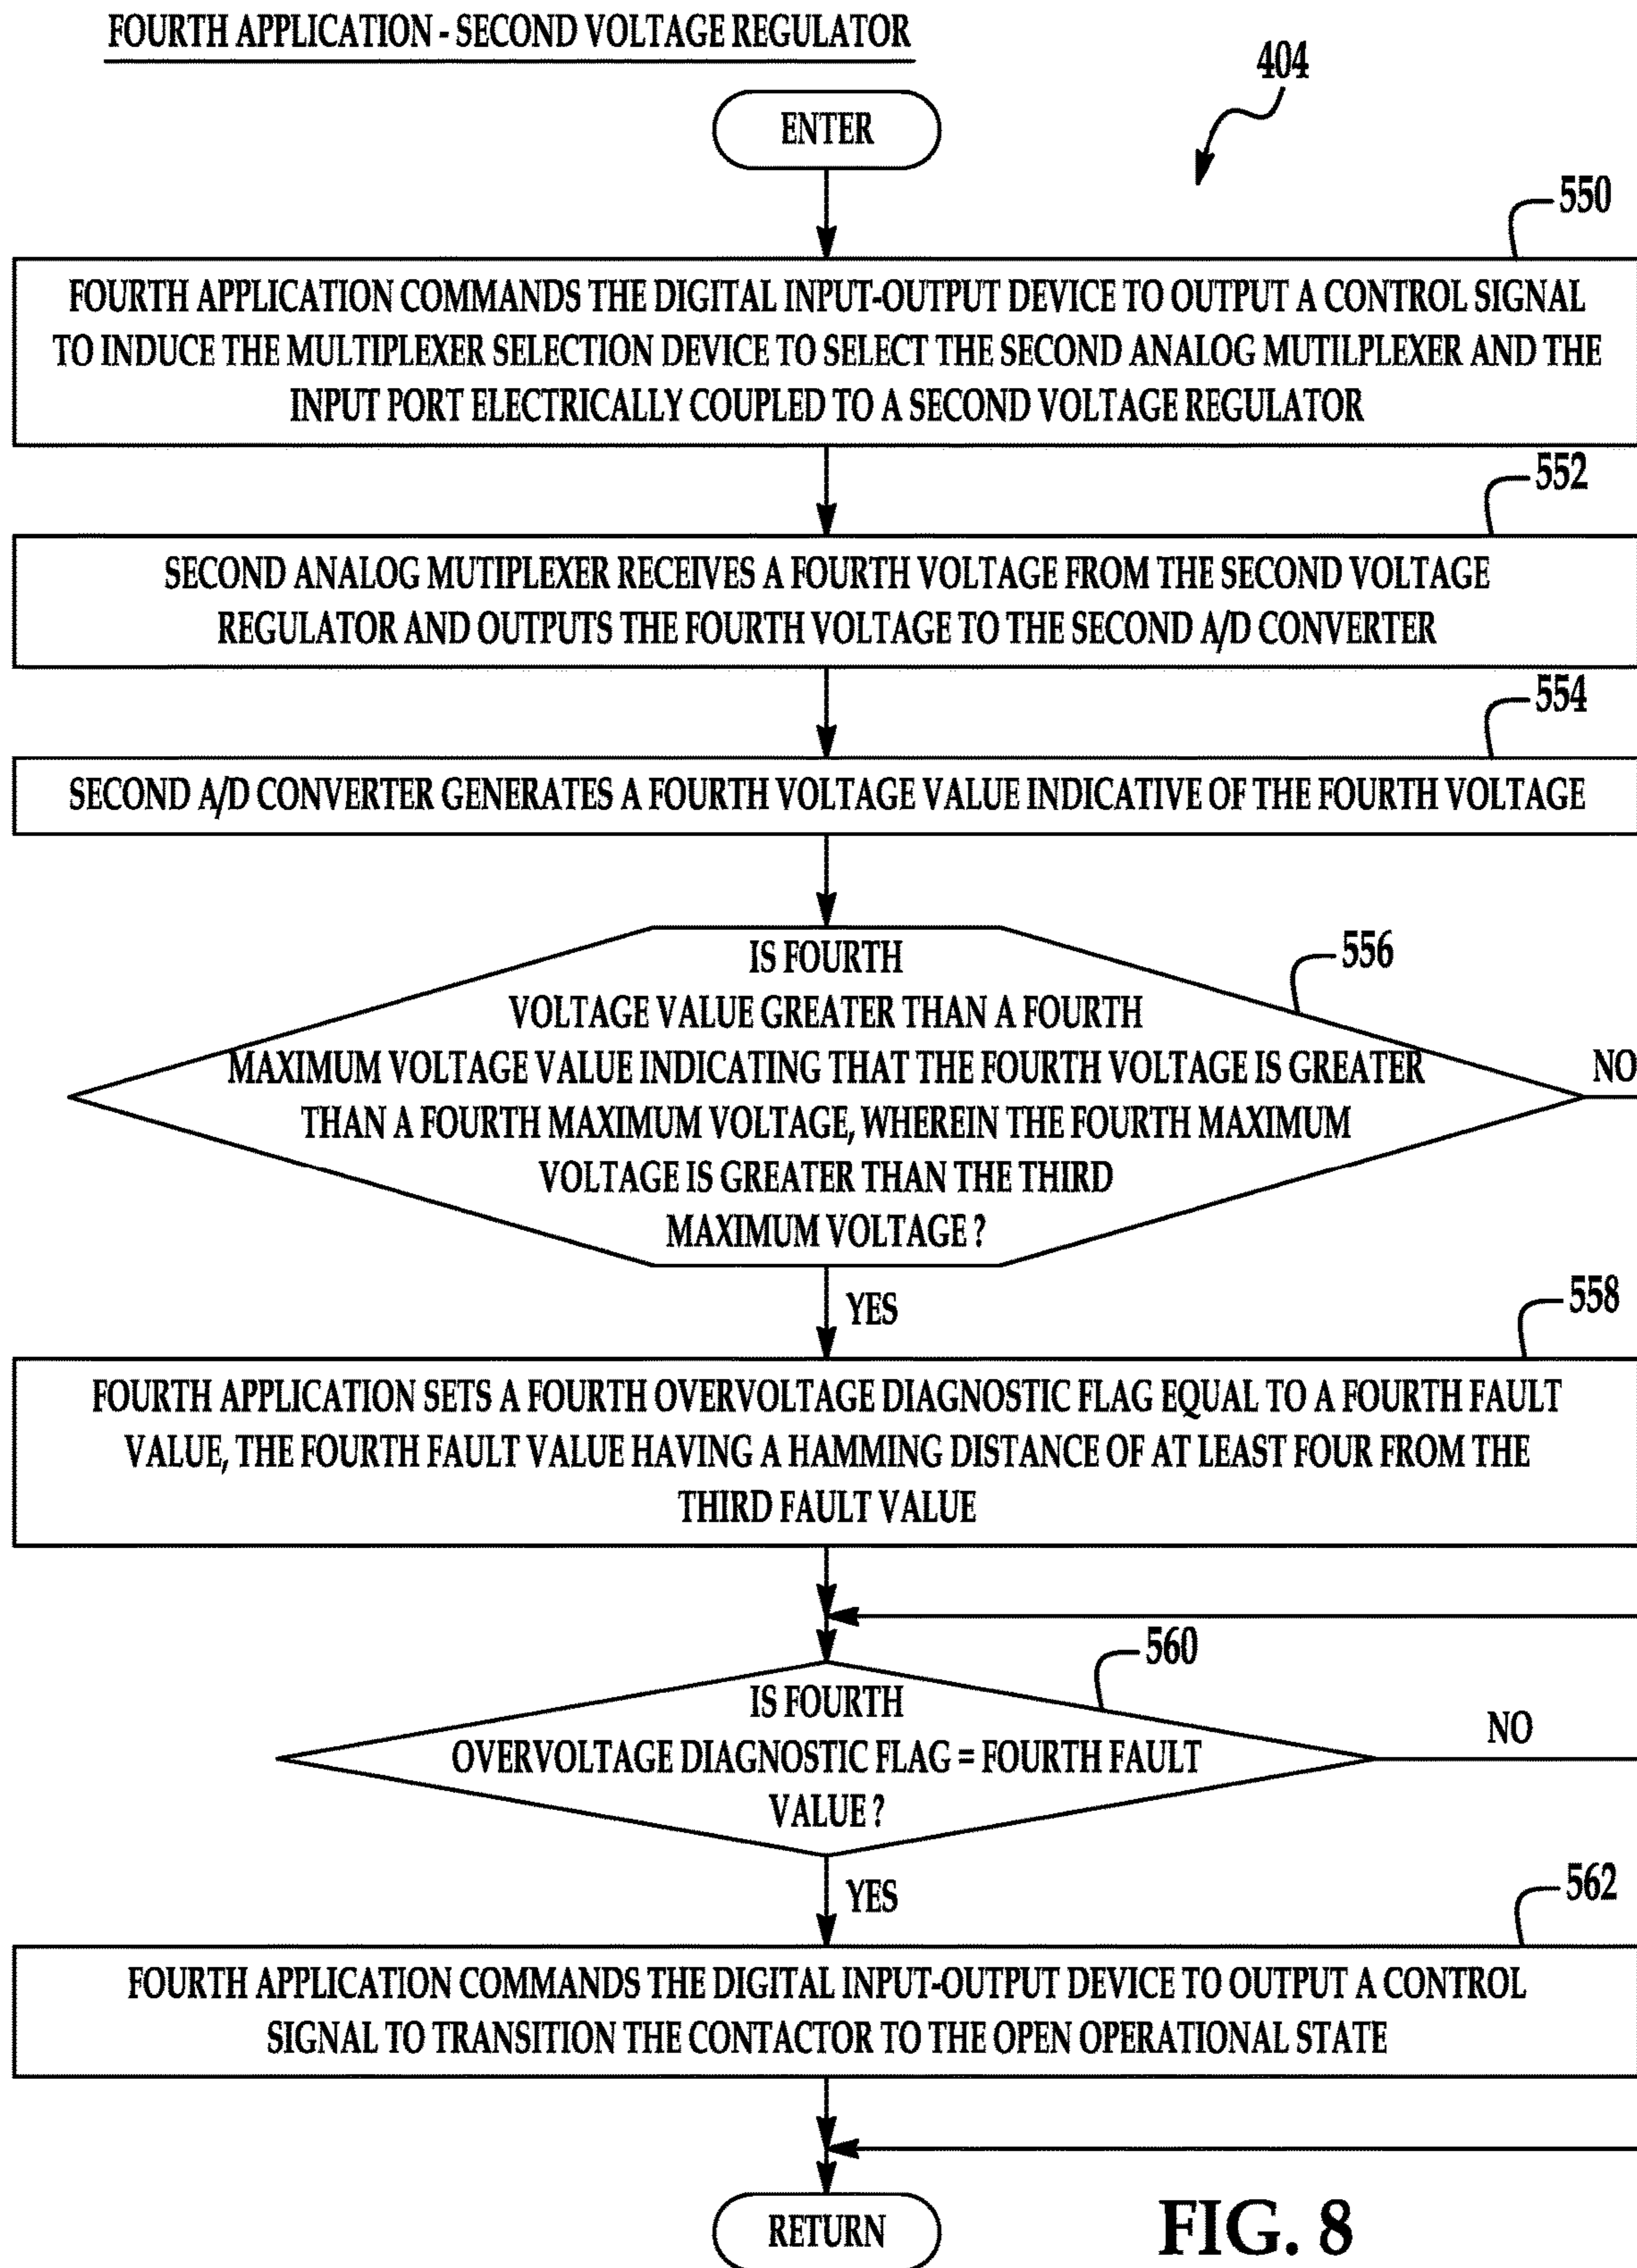 FOURTH APPLICATION - SECOND VOLTAGE REGULATOR
404
ENTER
550
FOURTH APPLICATION COMMANDS THE DIGITAL INPUT-OUTPUT DEVICE TO OUTPUT A CONTROL SIGNAL
TO INDUCE THE MULTIPLEXER SELECTION DEVICE TO SELECT THE SECOND ANALOG MUTILPLEXER AND THE
INPUT PORT ELECTRICALLY COUPLED TO A SECOND VOLTAGE REGULATOR
552
SECOND ANALOG MUTIPLEXER RECEIVES A FOURTH VOLTAGE FROM THE SECOND VOLTAGE
REGULATOR AND OUTPUTS THE FOURTH VOLTAGE TO THE SECOND A/D CONVERTER
554
SECOND A/D CONVERTER GENERATES A FOURTH VOLTAGE VALUE INDICATIVE OF THE FOURTH VOLTAGE
556
IS FOURTH
VOLTAGE VALUE GREATER THAN A FOURTH
MAXIMUM VOLTAGE VALUE INDICATING THAT THE FOURTH VOLTAGE IS GREATER
THAN A FOURTH MAXIMUM VOLTAGE, WHEREIN THE FOURTH MAXIMUM
VOLTAGE IS GREATER THAN THE THIRD
MAXIMUM VOLTAGE ?
NO
YES
558
FOURTH APPLICATION SETS A FOURTH OVERVOLTAGE DIAGNOSTIC FLAG EQUAL TO A FOURTH FAULT
VALUE, THE FOURTH FAULT VALUE HAVING A HAMMING DISTANCE OF AT LEAST FOUR FROM THE
THIRD FAULT VALUE
560
IS FOURTH
OVERVOLTAGE DIAGNOSTIC FLAG = FOURTH FAULT
VALUE ?
NO
YES
562
FOURTH APPLICATION COMMANDS THE DIGITAL INPUT-OUTPUT DEVICE TO OUTPUT A CONTROL
SIGNAL TO TRANSITION THE CONTACTOR TO THE OPEN OPERATIONAL STATE
RETURN
FIG. 8